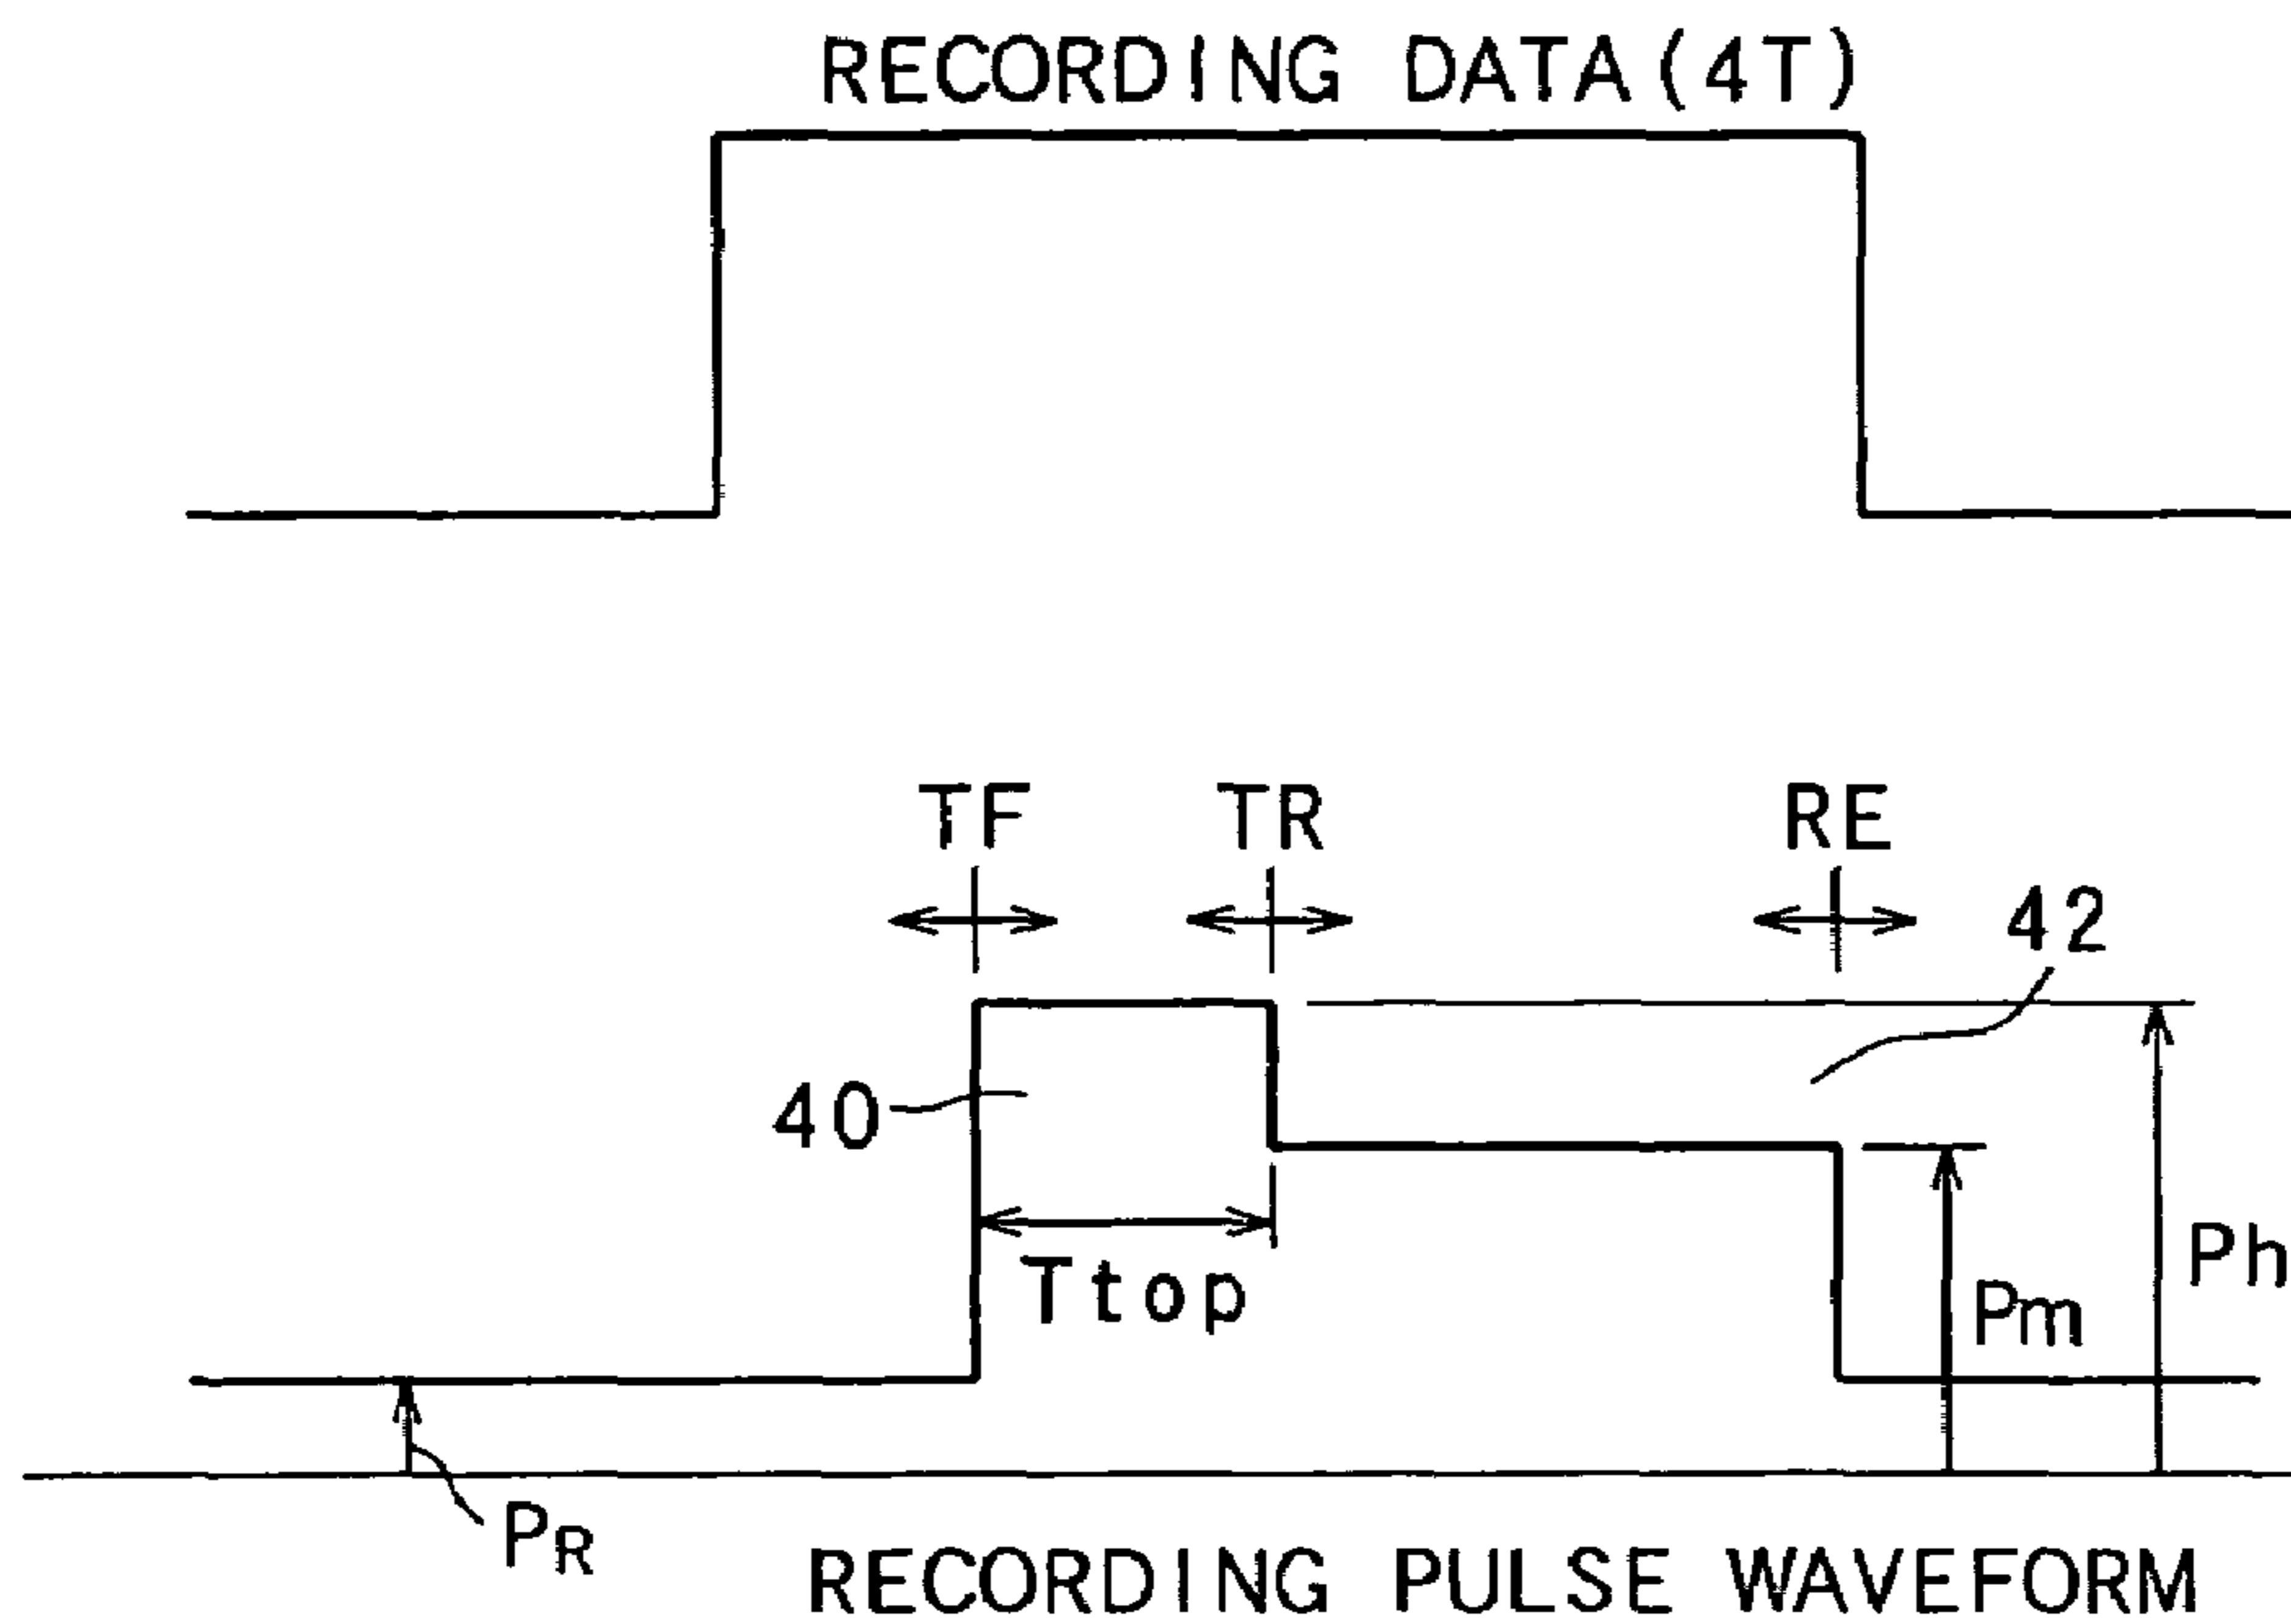 RECORDING DATA(4T)
TF TR RE
42
40
Ttop
Ph
Pm
PR
RECORDING PULSE WAVEFORM